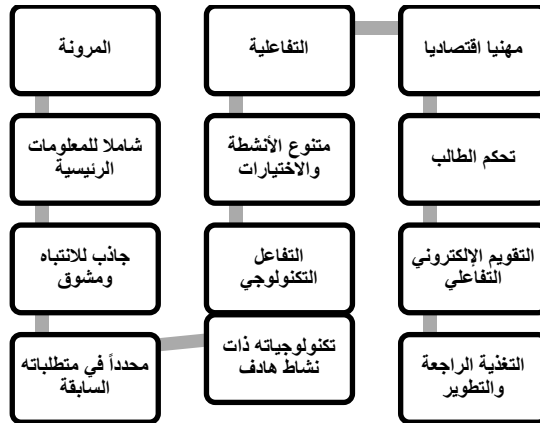 المرونة
شاملا للمعلومات
الرئيسية
جاذب للانتباه
ومشوق
محدداً في متطلباته
السابقة
تكنولوجياته ذات
نشاط هادف
التفاعل
التكنولوجي
متنوع الأنشطة
والاختيارات
التفاعلية
مهنيا اقتصاديا
تحكم الطالب
التقويم الإلكتروني
التفاعلي
التغذية الراجعة
والتطوير